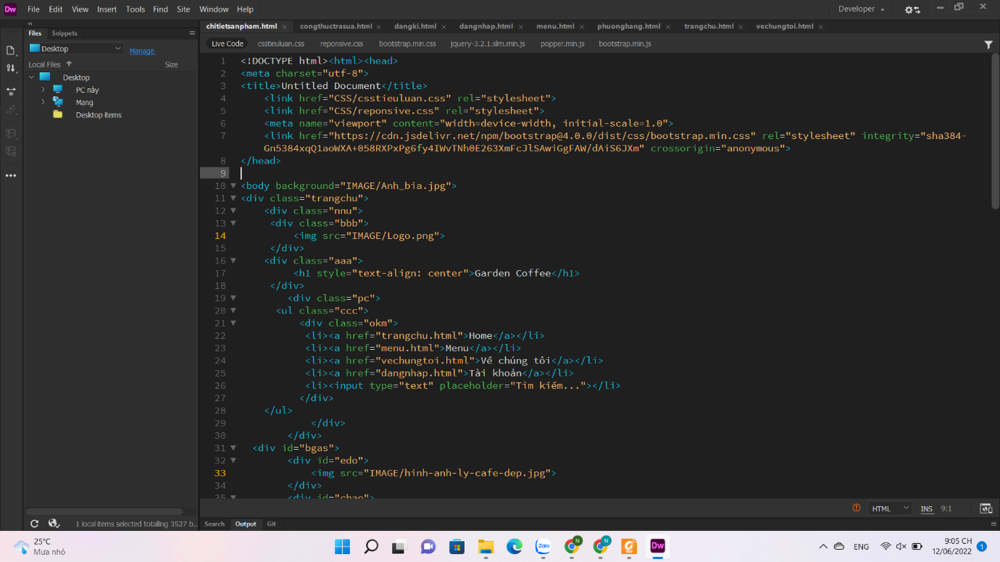 Dw File Edit View Insert Tools Find Site Window Help Developer
Files Snippets
Desktop Manage
Local Files Size
Desktop
PC này
Mạng
Desktop items
chitietsanpham.html congthuctrasua.html dangki.html dangnhap.html menu.html phuonghang.html trangchu.html vechungtoi.html
Live Code csstieuluan.css reponsive.css bootstrap.min.css jquery-3.2.1.slim.min.js popper.min.js bootstrap.min.js
1 <!DOCTYPE html><html><head>
2 <meta charset="utf-8">
3 <title>Untitled Document</title>
4 <link href="CSS/csstieuluan.css" rel="stylesheet">
5 <link href="CSS/reponsive.css" rel="stylesheet">
6 <meta name="viewport" content="width=device-width, initial-scale=1.0">
7 <link href="https://cdn.jsdelivr.net/npm/bootstrap@4.0.0/dist/css/bootstrap.min.css" rel="stylesheet" integrity="sha384-
Gn5384xqQ1aoWXA+058RXPxPg6fy4IWvTNh0E263XmFcJlSAwiGgFAW/dAiS6JXm" crossorigin="anonymous">
8 </head>
9
10 <body background="IMAGE/Anh_bia.jpg">
11 <div class="trangchu">
12 <div class="nnu">
13 <div class="bbb">
14 <img src="IMAGE/Logo.png">
15 </div>
16 <div class="aaa">
17 <h1 style="text-align: center">Garden Coffee</h1>
18 </div>
19 <div class="pc">
20 <ul class="ccc">
21 <div class="okm">
22 <li><a href="trangchu.html">Home</a></li>
23 <li><a href="menu.html">Menu</a></li>
24 <li><a href="vechungtoi.html">Về chúng tôi</a></li>
25 <li><a href="dangnhap.html">Tài khoản</a></li>
26 <li><input type="text" placeholder="Tìm kiếm..."></li>
27 </div>
28 </ul>
29 </div>
30 </div>
31 <div id="bgas">
32 <div id="edo">
33 <img src="IMAGE/hinh-anh-ly-cafe-dep.jpg">
34 </div>
35 <div id="chao">
HTML INS 9:1
1 local items selected totalling 3527 b..
Search Output Git
25°C
Mưa nhỏ
Zalo
N
N
PDF
Dw
ENG
9:05 CH
12/06/2022
1